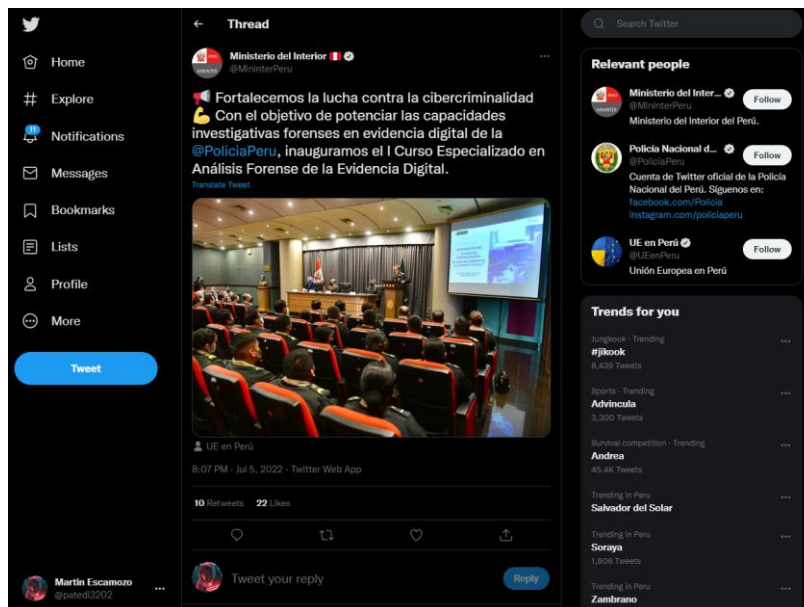 Home
Explore
11
Notifications
Messages
Bookmarks
Lists
Profile
More
Tweet
Martin Escamozo
@patedl3202
Thread
Ministerio del Interior
@MininterPeru
Fortalecemos la lucha contra la cibercriminalidad
Con el objetivo de potenciar las capacidades
investigativas forenses en evidencia digital de la
@PoliciaPeru, inauguramos el I Curso Especializado en
Análisis Forense de la Evidencia Digital.
Translate Tweet
UE en Perú
8:07 PM · Jul 5, 2022 · Twitter Web App
10 Retweets 22 Likes
Tweet your reply
Reply
Search Twitter
Relevant people
Ministerio del Inter...
@MininterPeru
Follow
Ministerio del Interior del Perú.
Policía Nacional d...
@PoliciaPeru
Follow
Cuenta de Twitter oficial de la Policía
Nacional del Perú. Síguenos en:
facebook.com/Policia
instagram.com/policiaperu
UE en Perú
@UEenPeru
Follow
Unión Europea en Perú
Trends for you
Jungkook · Trending
#jikook
8,439 Tweets
Sports · Trending
Advincula
3,300 Tweets
Survival competition · Trending
Andrea
45.4K Tweets
Trending in Peru
Salvador del Solar
Trending in Peru
Soraya
1,906 Tweets
Trending in Peru
Zambrano